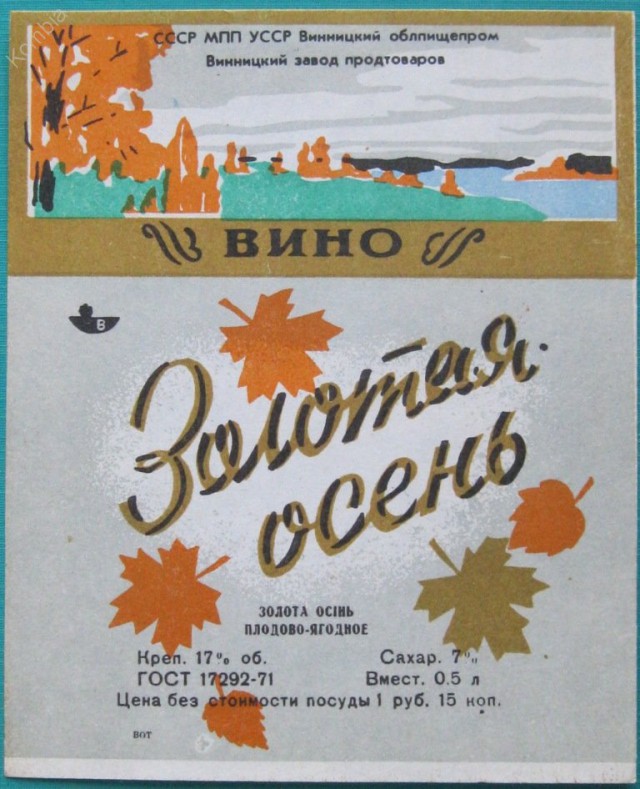 СССР МПП УССР Винницкий облпищепром
Винницкий завод продтоваров
ВИНО
В
Золотая
осень
ЗОЛОТА ОСІНЬ
ПЛОДОВО-ЯГОДНОЕ
Креп. 17% об. Сахар. 7%
ГОСТ 17292-71 Вмест. 0.5 л
Цена без стоимости посуды 1 руб. 15 коп.
ВОТ